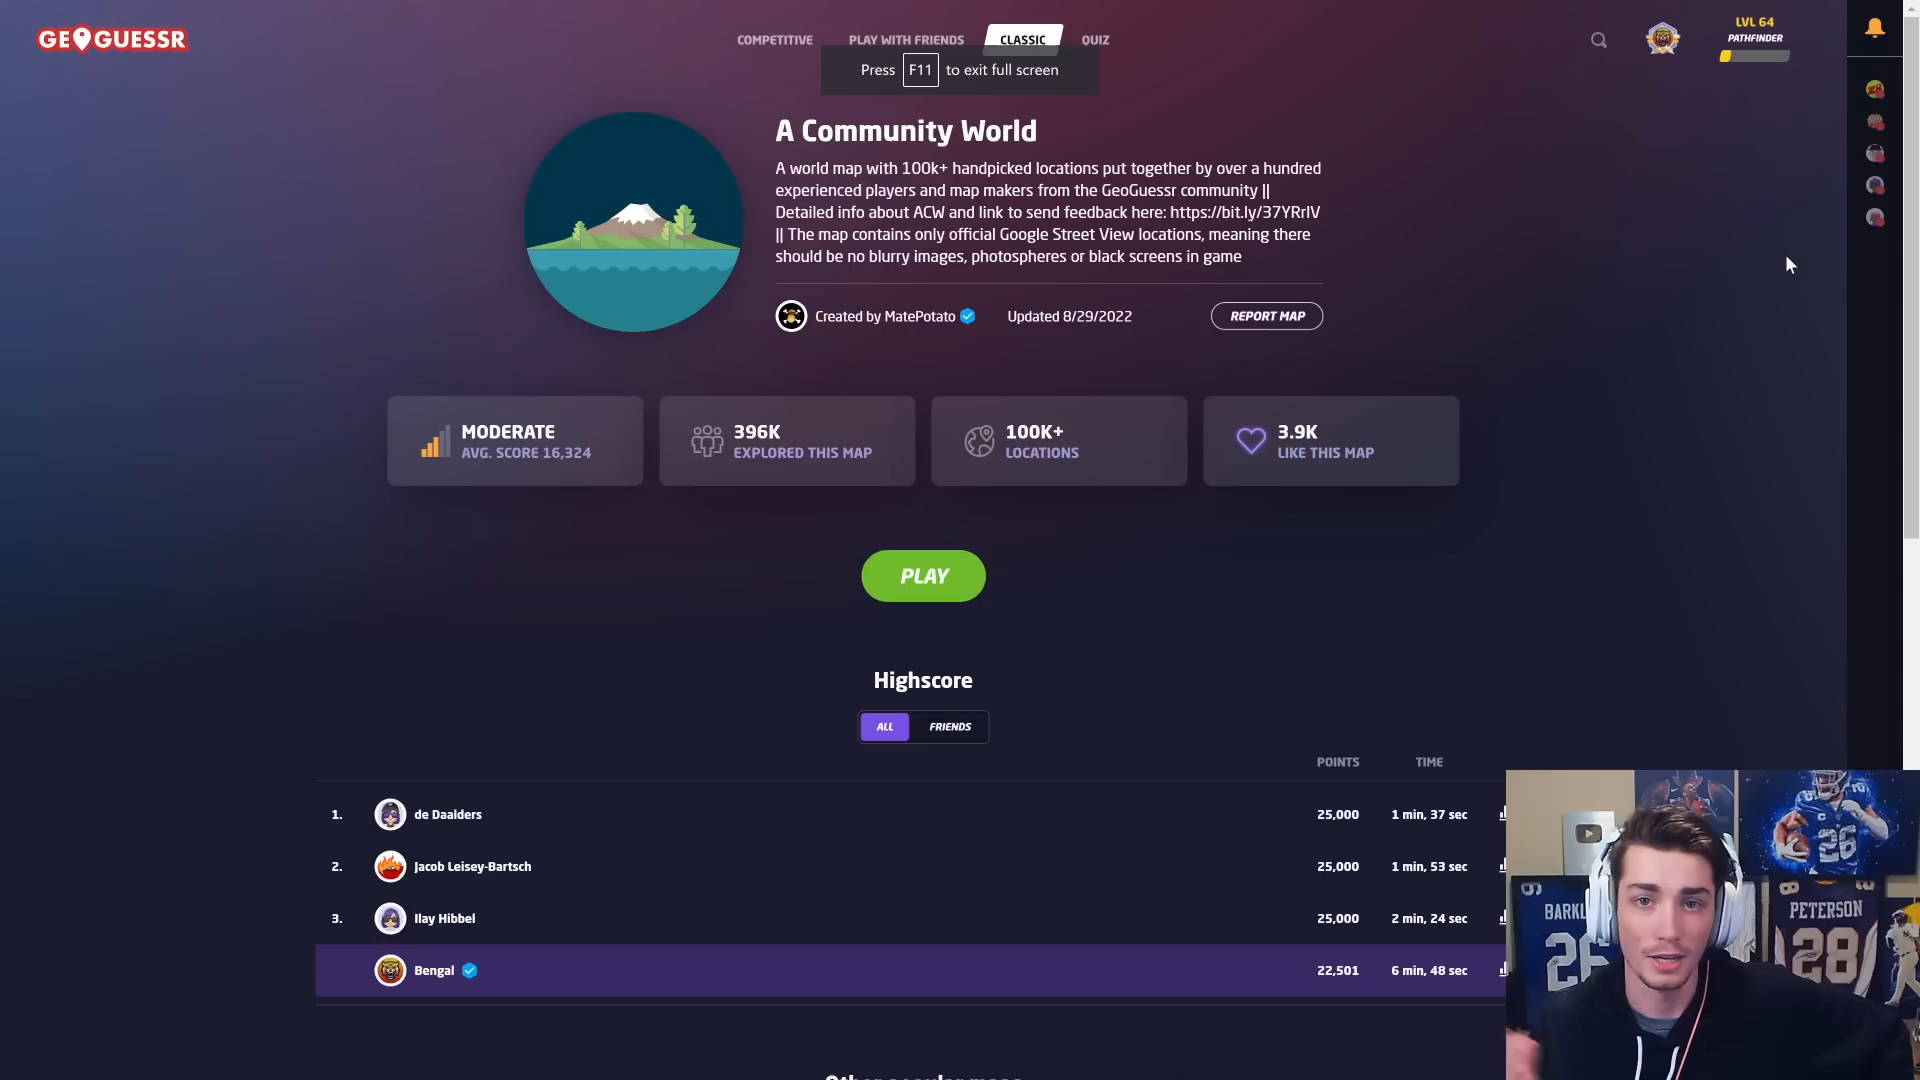 GEOGUESSR
COMPETITIVE
PLAY WITH FRIENDS
CLASSIC
QUIZ
LVL 64
PATHFINDER
Press F11 to exit full screen
A Community World
A world map with 100k+ handpicked locations put together by over a hundred
experienced players and map makers from the GeoGuessr community ||
Detailed info about ACW and link to send feedback here: https://bit.ly/37YRrIV
|| The map contains only official Google Street View locations, meaning there
should be no blurry images, photospheres or black screens in game
Created by MatePotato
Updated 8/29/2022
REPORT MAP
MODERATE
AVG. SCORE 16,324
396K
EXPLORED THIS MAP
100K+
LOCATIONS
3.9K
LIKE THIS MAP
PLAY
Highscore
ALL
FRIENDS
POINTS
TIME
1. de Daalders 25,000 1 min, 37 sec
2. Jacob Leisey-Bartsch 25,000 1 min, 53 sec
3. Ilay Hibbel 25,000 2 min, 24 sec
Bengal 22,501 6 min, 48 sec
26
BARKL
26
PETERSON
28